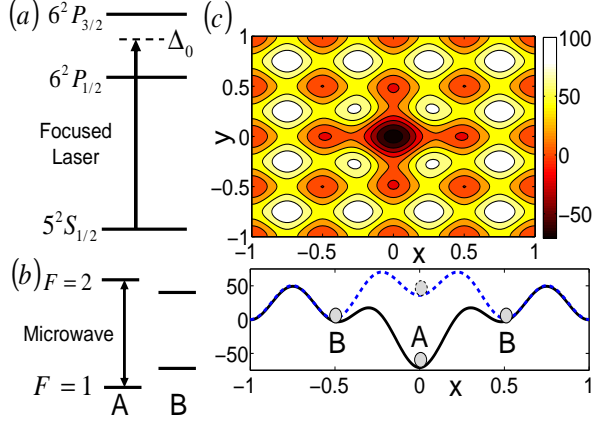 (a)
6²P₃/₂
Δ₀
6²P₁/₂
Focused
Laser
5²S₁/₂
(b)
F = 2
Microwave
F = 1
A
B
(c)
1
0.5
0
−0.5
−1
y
−1
−0.5
0
0.5
1
x
100
50
0
−50
50
0
−50
B
A
B
−1
−0.5
0
0.5
1
x